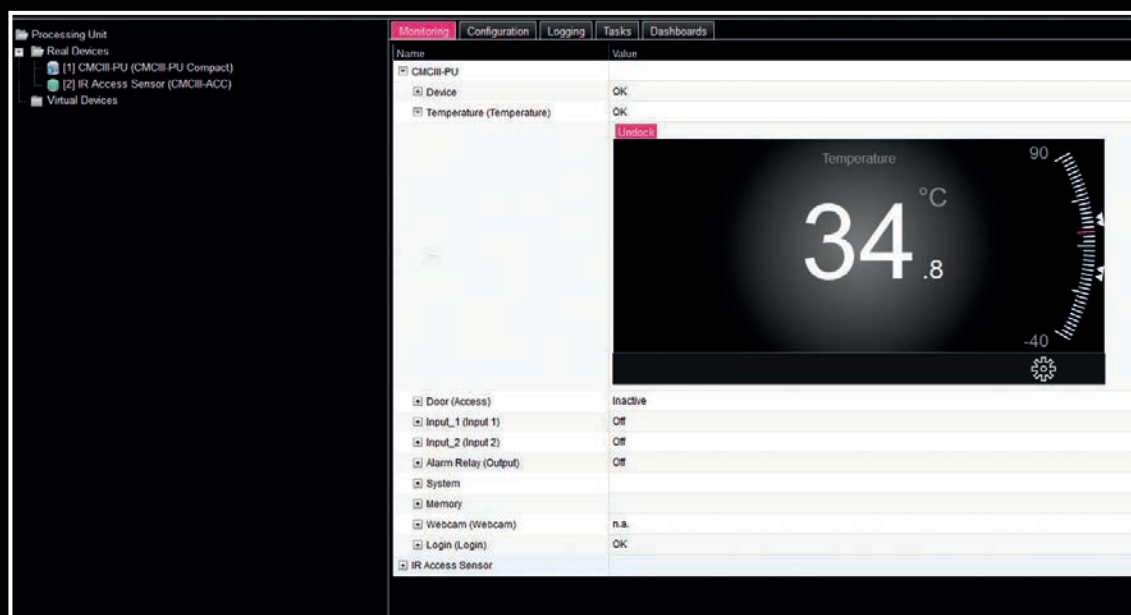 Processing Unit
Real Devices
[1] CMCIII-PU (CMCIII-PU Compact)
[2] IR Access Sensor (CMCIII-ACC)
Virtual Devices
Monitoring Configuration Logging Tasks Dashboards
Name Value
CMCIII-PU
Device OK
Temperature (Temperature) OK
Undock
Temperature
90
34.8 °C
-40
Door (Access) Inactive
Input_1 (Input 1) Off
Input_2 (Input 2) Off
Alarm Relay (Output) Off
System
Memory
Webcam (Webcam) n.a.
Login (Login) OK
IR Access Sensor